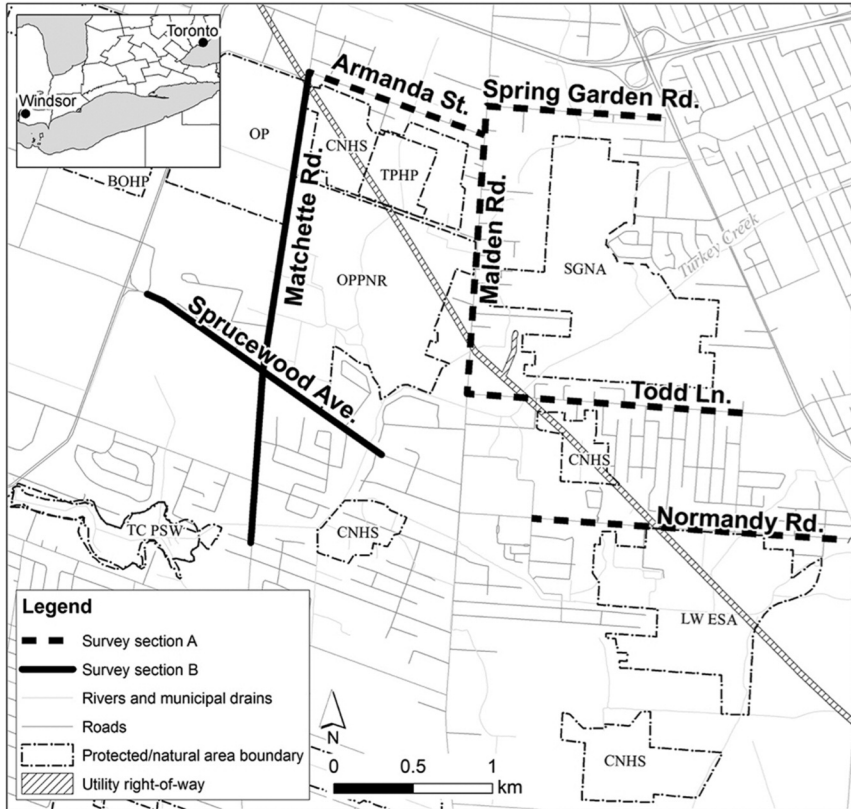 Toronto
Windsor
Armanda St.
Spring Garden Rd.
OP
CNHS
TPHP
BOHP
Matchette Rd.
Malden Rd.
Turkey Creek
OPPNR
SGNA
Sprucewood Ave.
Todd Ln.
CNHS
TC PSW
CNHS
Normandy Rd.
LW ESA
CNHS
Legend
Survey section A
Survey section B
Rivers and municipal drains
Roads
Protected/natural area boundary
Utility right-of-way
N
0 0.5 1
km